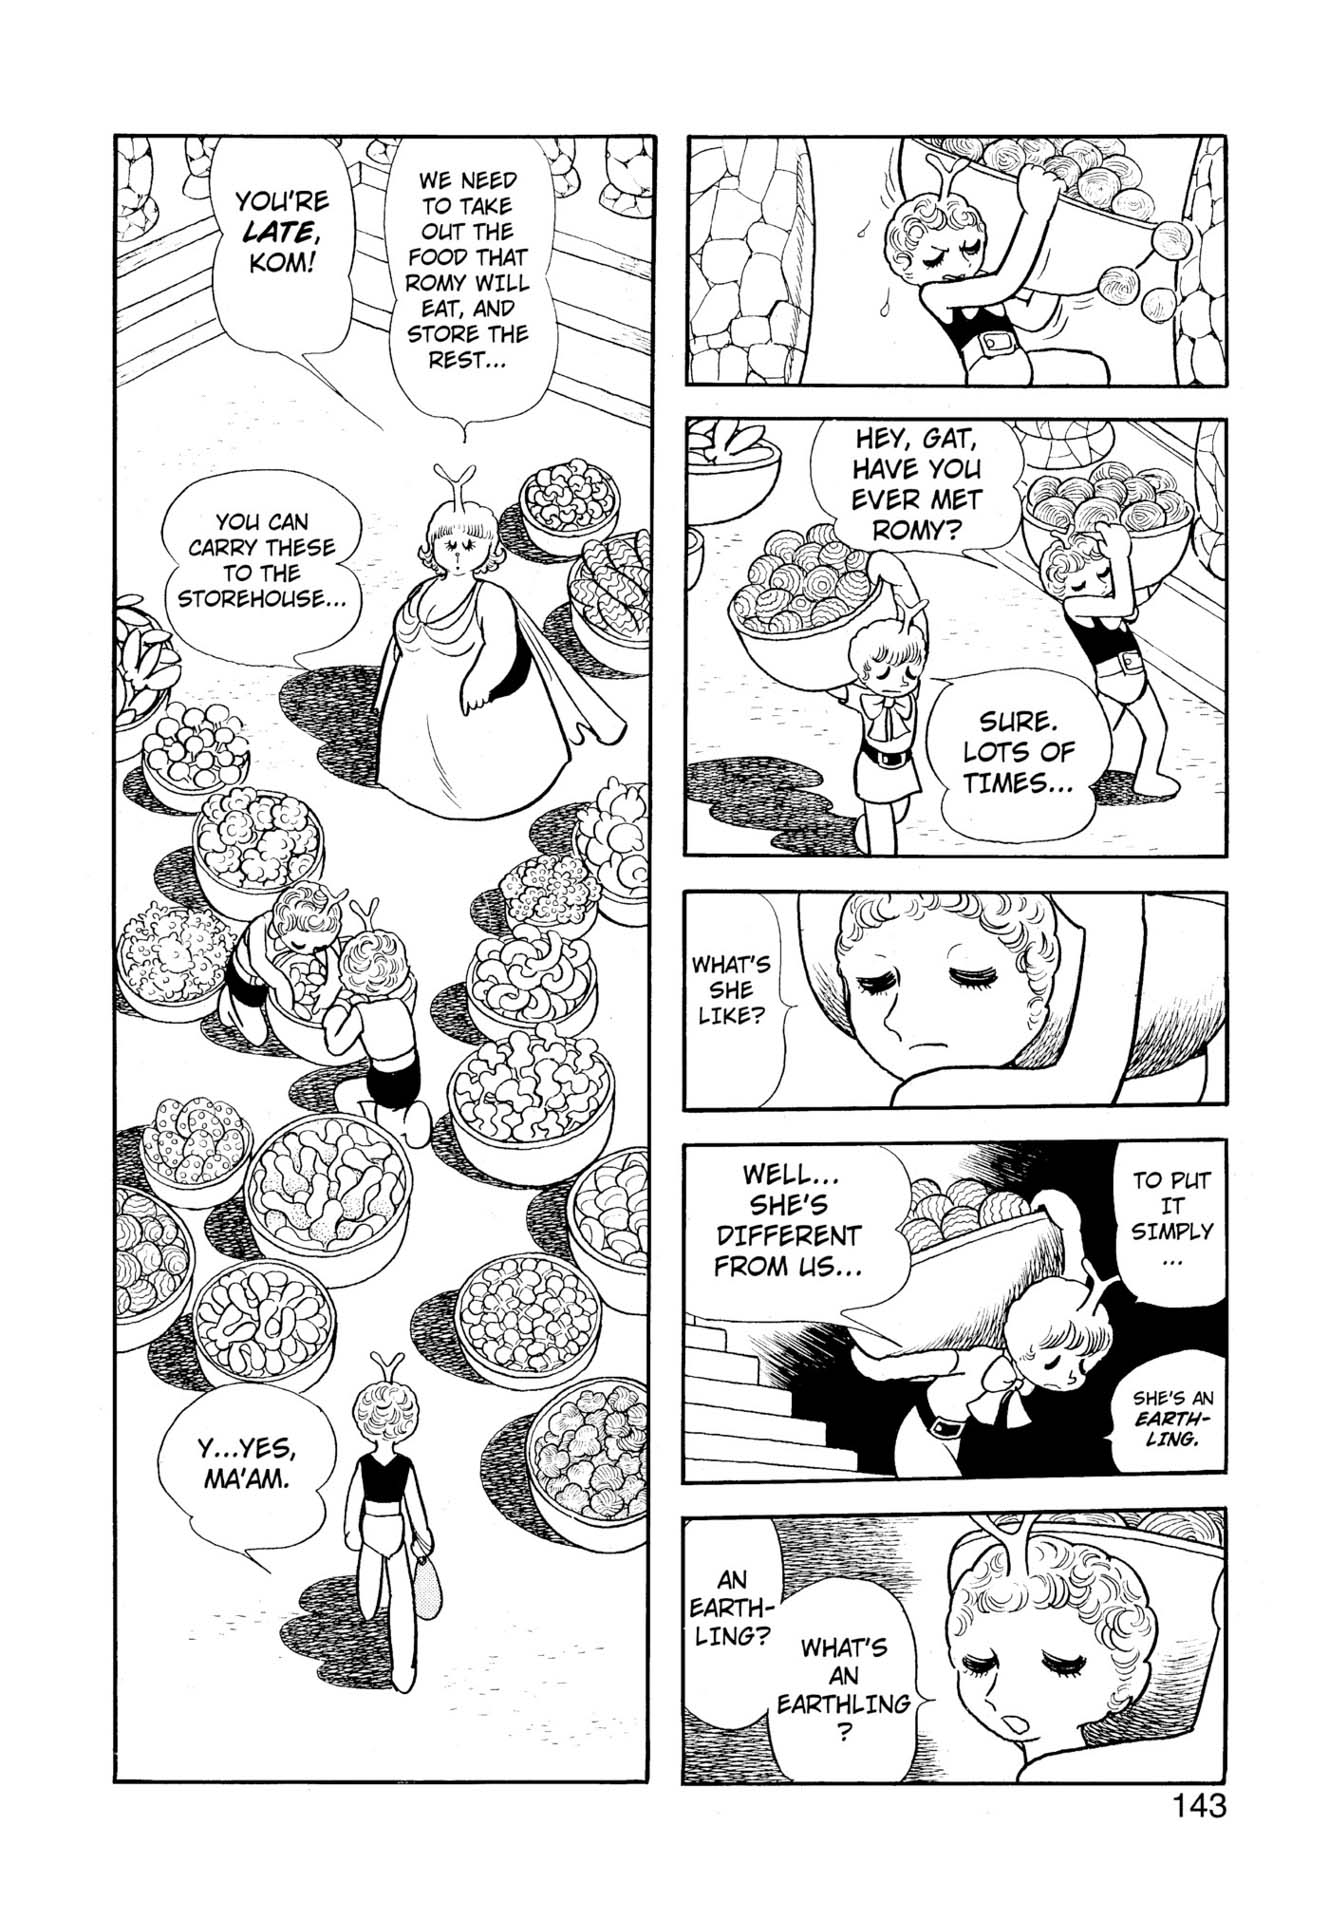 YOU'RE
LATE,
KOM!
WE NEED
TO TAKE
OUT THE
FOOD THAT
ROMY WILL
EAT, AND
STORE THE
REST...
YOU CAN
CARRY THESE
TO THE
STOREHOUSE...
Y...YES,
MA'AM.
HEY, GAT,
HAVE YOU
EVER MET
ROMY?
SURE.
LOTS OF
TIMES...
WHAT'S
SHE
LIKE?
WELL...
SHE'S
DIFFERENT
FROM US...
TO PUT
IT
SIMPLY
...
SHE'S AN
EARTH-
LING.
AN
EARTH-
LING?
WHAT'S
AN
EARTHLING
?
143